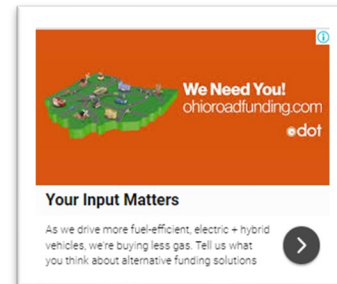 We Need You!
ohioroadfunding.com
odot
Your Input Matters
As we drive more fuel-efficient, electric + hybrid
vehicles, we're buying less gas. Tell us what
you think about alternative funding solutions